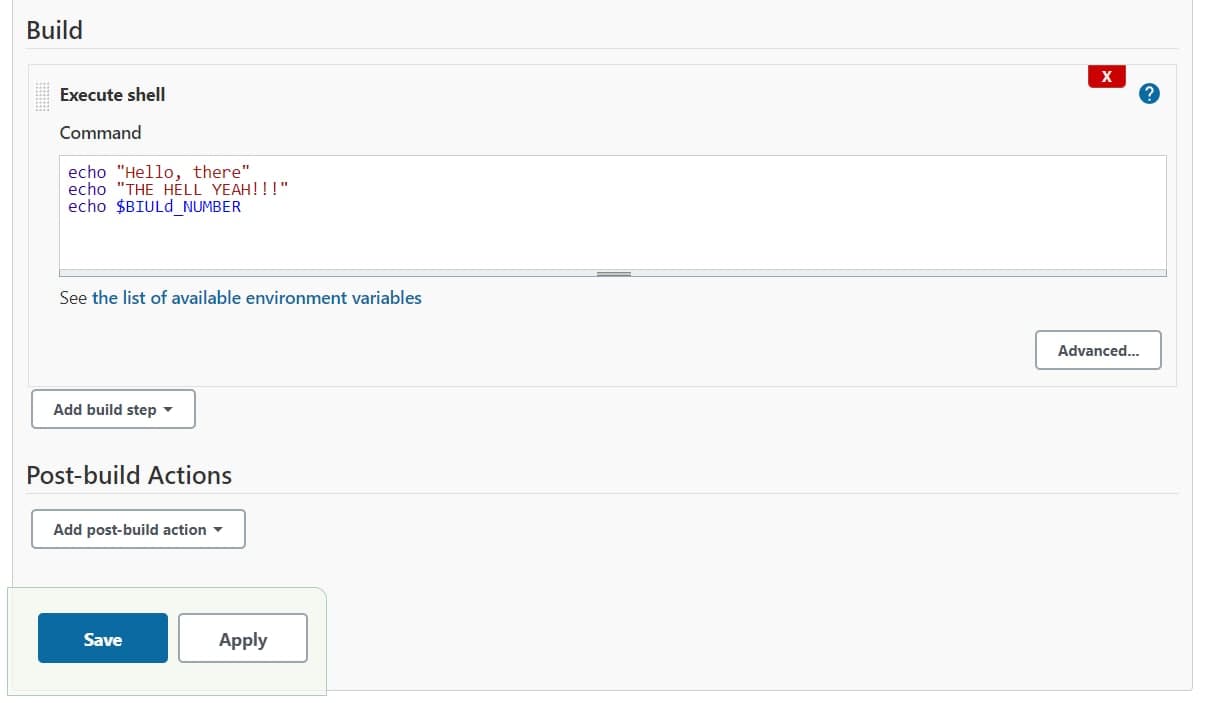 Build
X
Execute shell
?
Command
echo "Hello, there"
echo "THE HELL YEAH!!!"
echo $BIULd_NUMBER
See the list of available environment variables
Advanced...
Add build step
Post-build Actions
Add post-build action
Save
Apply